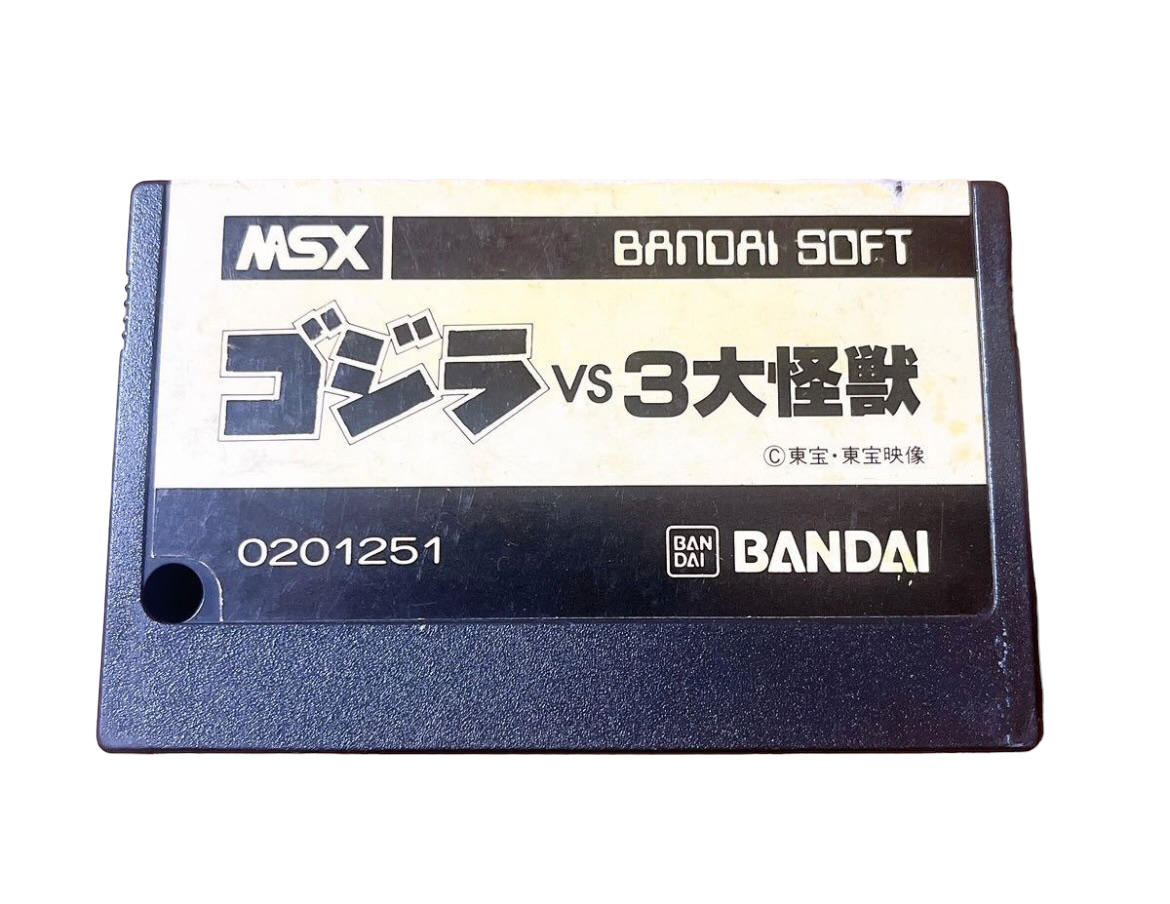 MSX BANDAI SOFT
ゴジラ VS 3大怪獣
©東宝・東宝映像
0201251 BAN DAI BANDAI